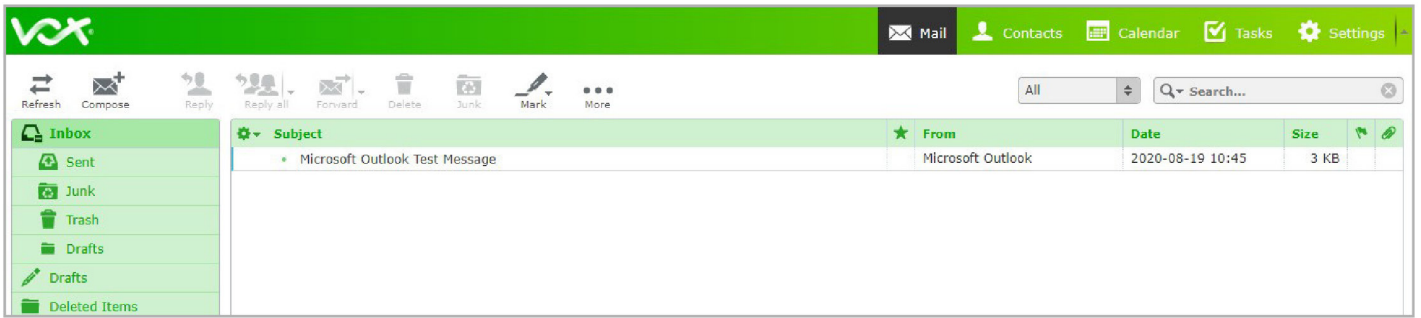 VOX
Mail Contacts Calendar Tasks Settings
Refresh Compose Reply Reply all Forward Delete Junk Mark More
All Search...
Inbox
Sent
Junk
Trash
Drafts
Drafts
Deleted Items
Subject From Date Size
Microsoft Outlook Test Message Microsoft Outlook 2020-08-19 10:45 3 KB